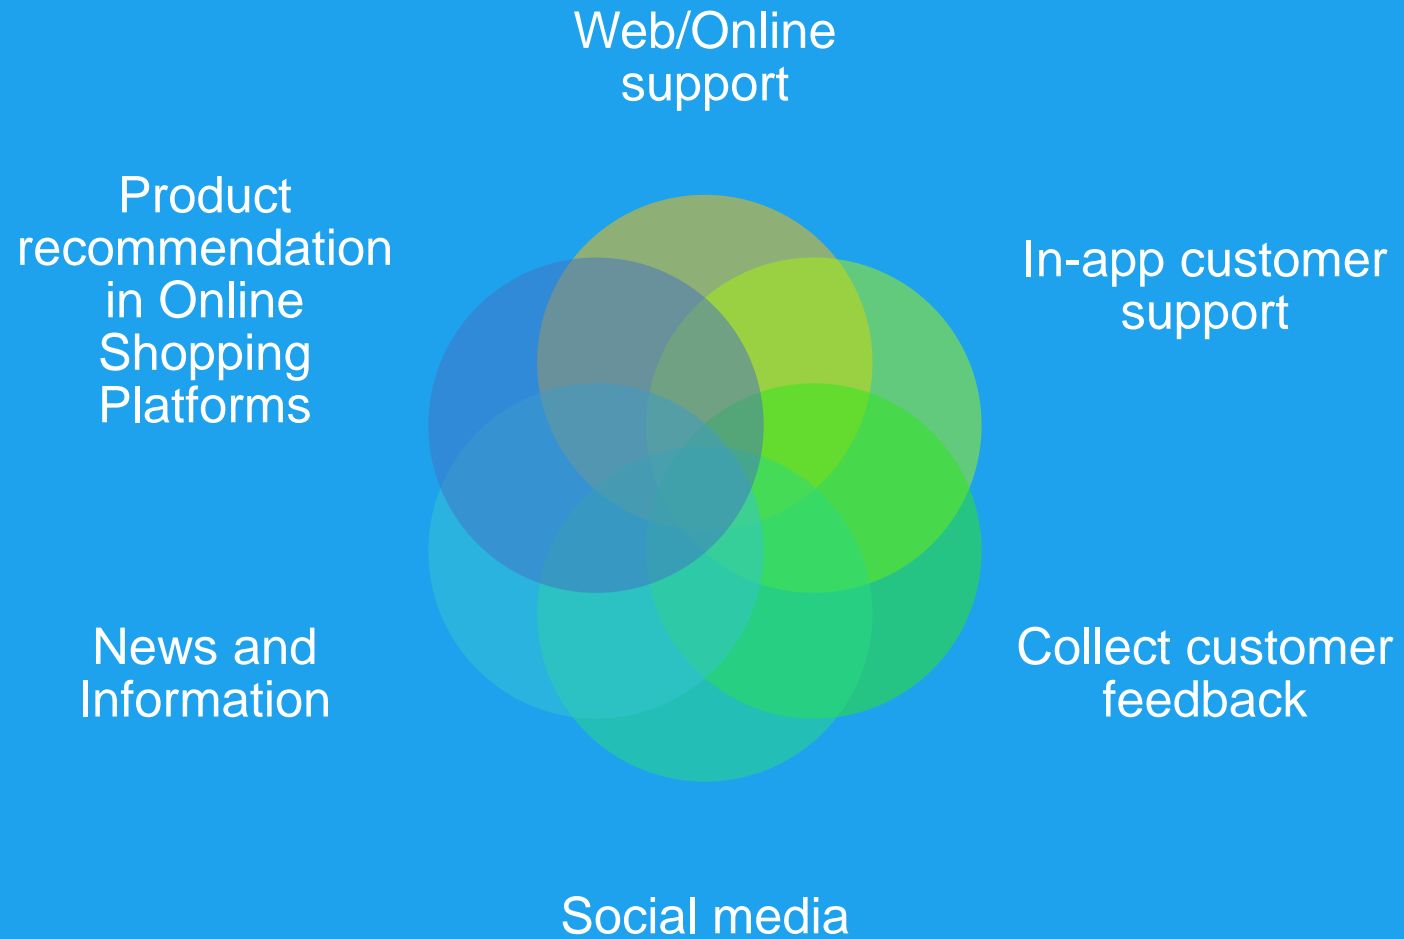 Web/Online
support
Product
recommendation
in Online
Shopping
Platforms
In-app customer
support
News and
Information
Collect customer
feedback
Social media